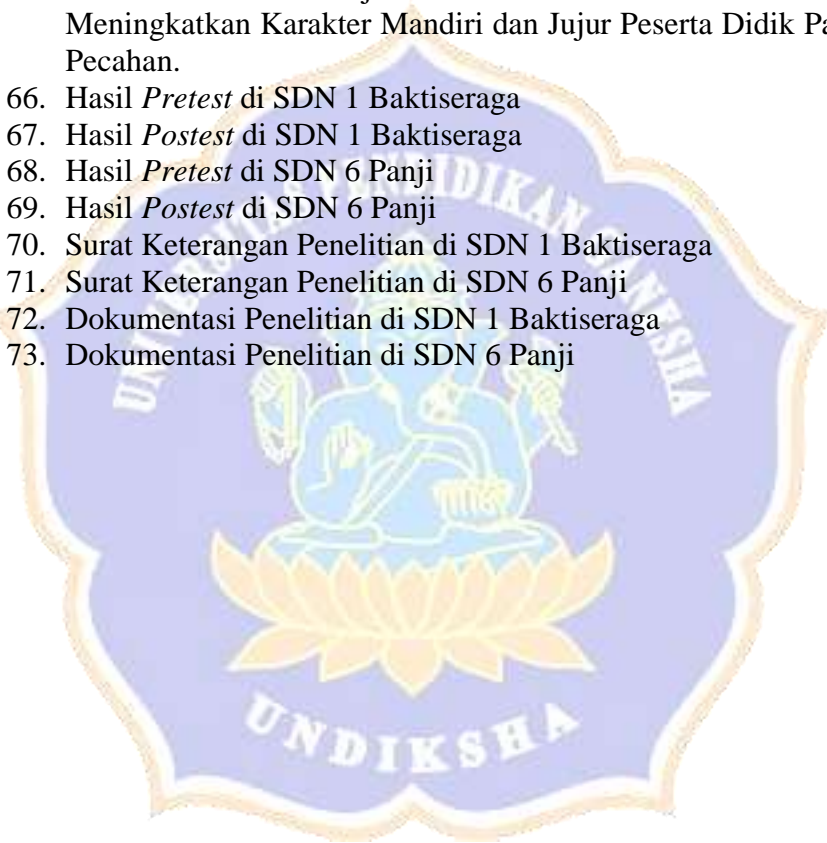 Meningkatkan Karakter Mandiri dan Jujur Peserta Didik
Pecahan.
66. Hasil Pretest di SDN 1 Baktiseraga
67. Hasil Postest di SDN 1 Baktiseraga
68. Hasil Pretest di SDN 6 Panji
69. Hasil Postest di SDN 6 Panji
70. Surat Keterangan Penelitian di SDN 1 Baktiseraga
71. Surat Keterangan Penelitian di SDN 6 Panji
72. Dokumentasi Penelitian di SDN 1 Baktiseraga
73. Dokumentasi Penelitian di SDN 6 Panji
UNIVERSITAS PENDIDIKAN GANESHA
UNDIKSHA